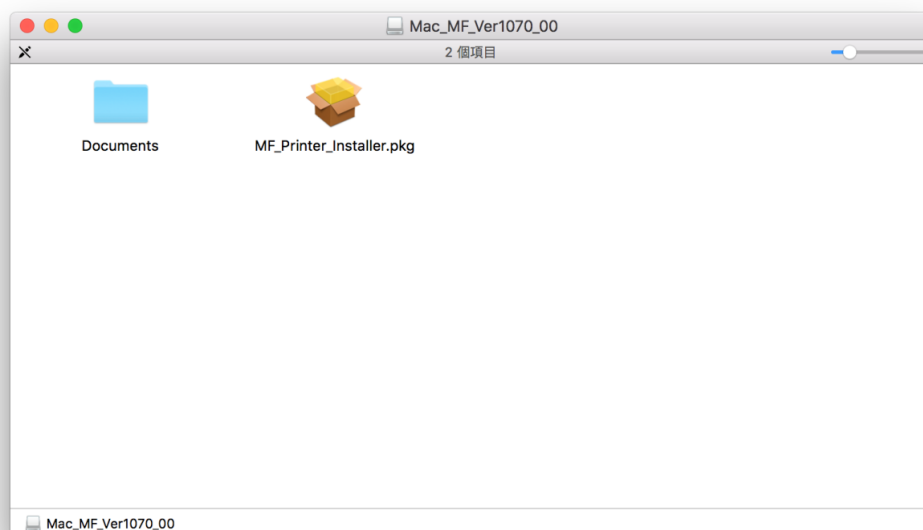 Mac_MF_Ver1070_00
2 個項目
Documents
MF_Printer_Installer.pkg
Mac_MF_Ver1070_00